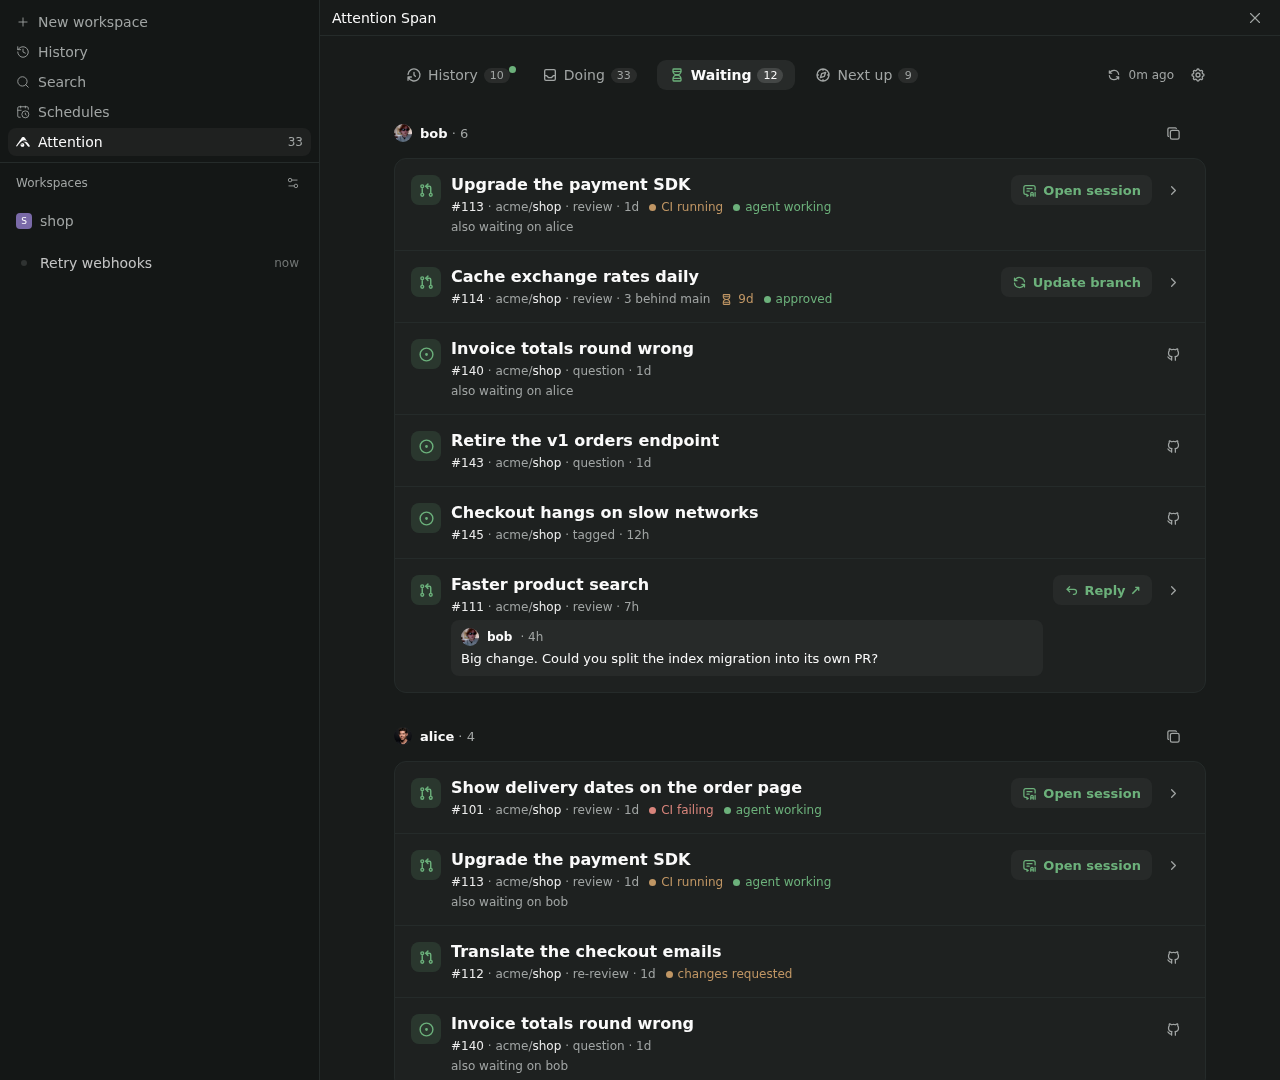 New workspace
History
Search
Schedules
Attention 33
Workspaces
S shop
Retry webhooks now
Attention Span
History 10 Doing 33 Waiting 12 Next up 9 0m ago
bob · 6
Upgrade the payment SDK
#113 · acme/shop · review · 1d CI running agent working
also waiting on alice
Open session
Cache exchange rates daily
#114 · acme/shop · review · 3 behind main 9d approved
Update branch
Invoice totals round wrong
#140 · acme/shop · question · 1d
also waiting on alice
Retire the v1 orders endpoint
#143 · acme/shop · question · 1d
Checkout hangs on slow networks
#145 · acme/shop · tagged · 12h
Faster product search
#111 · acme/shop · review · 7h
Reply ↗
bob · 4h
Big change. Could you split the index migration into its own PR?
alice · 4
Show delivery dates on the order page
#101 · acme/shop · review · 1d CI failing agent working
Open session
Upgrade the payment SDK
#113 · acme/shop · review · 1d CI running agent working
also waiting on bob
Open session
Translate the checkout emails
#112 · acme/shop · re-review · 1d changes requested
Invoice totals round wrong
#140 · acme/shop · question · 1d
also waiting on bob